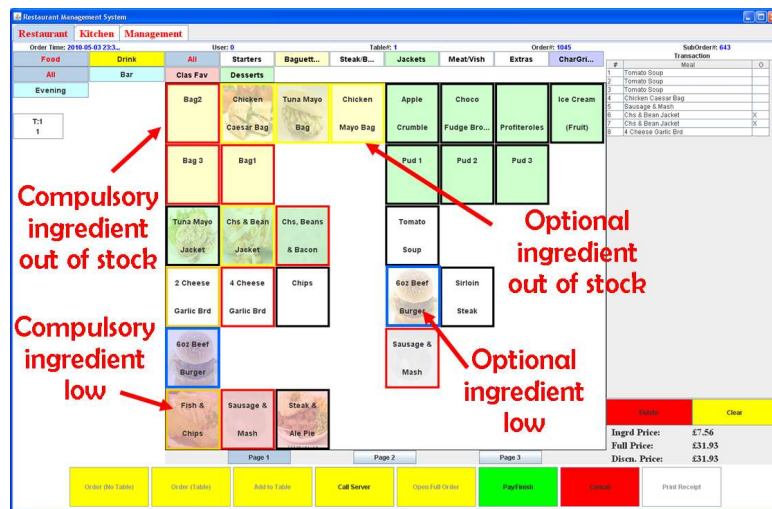 Restaurant Management System
Restaurant Kitchen Management
Order Time: 2010-05-03 23:3... User: 0 Table#: 1 Order#: 1045 SubOrder#: 643
Food Drink All Starters Baguett... Steak/B... Jackets Meat/Vish Extras CharGri...
All Bar Clas Fav Desserts
Evening
T:1
1
Transaction
# Meal O
1 Tomato Soup
2 Tomato Soup
3 Tomato Soup
4 Chicken Caesar Bag
5 Sausage & Mash
6 Chs & Bean Jacket X
7 Chs & Bean Jacket X
8 4 Cheese Garlic Brd
Bag2 Chicken Tuna Mayo Chicken Apple Choco Ice Cream
Caesar Bag Bag Mayo Bag Crumble Fudge Bro... Profiteroles (Fruit)
Bag 3 Bag1 Pud 1 Pud 2 Pud 3
Tuna Mayo Chs & Bean Chs, Beans Tomato
Jacket Jacket & Bacon Soup
2 Cheese 4 Cheese Chips 6oz Beef Sirloin
Garlic Brd Garlic Brd Burger Steak
6oz Beef Sausage &
Burger Mash
Fish & Sausage & Steak &
Chips Mash Ale Pie
Compulsory
ingredient
out of stock
Optional
ingredient
out of stock
Compulsory
ingredient
low
Optional
ingredient
low
Page 1 Page 2 Page 3
Delete Clear
Ingrd Price: £7.56
Full Price: £31.93
Discn. Price: £31.93
Order (No Table) Order (Table) Add to Table Call Server Open Full Order Pay/Finish Cancel Print Receipt